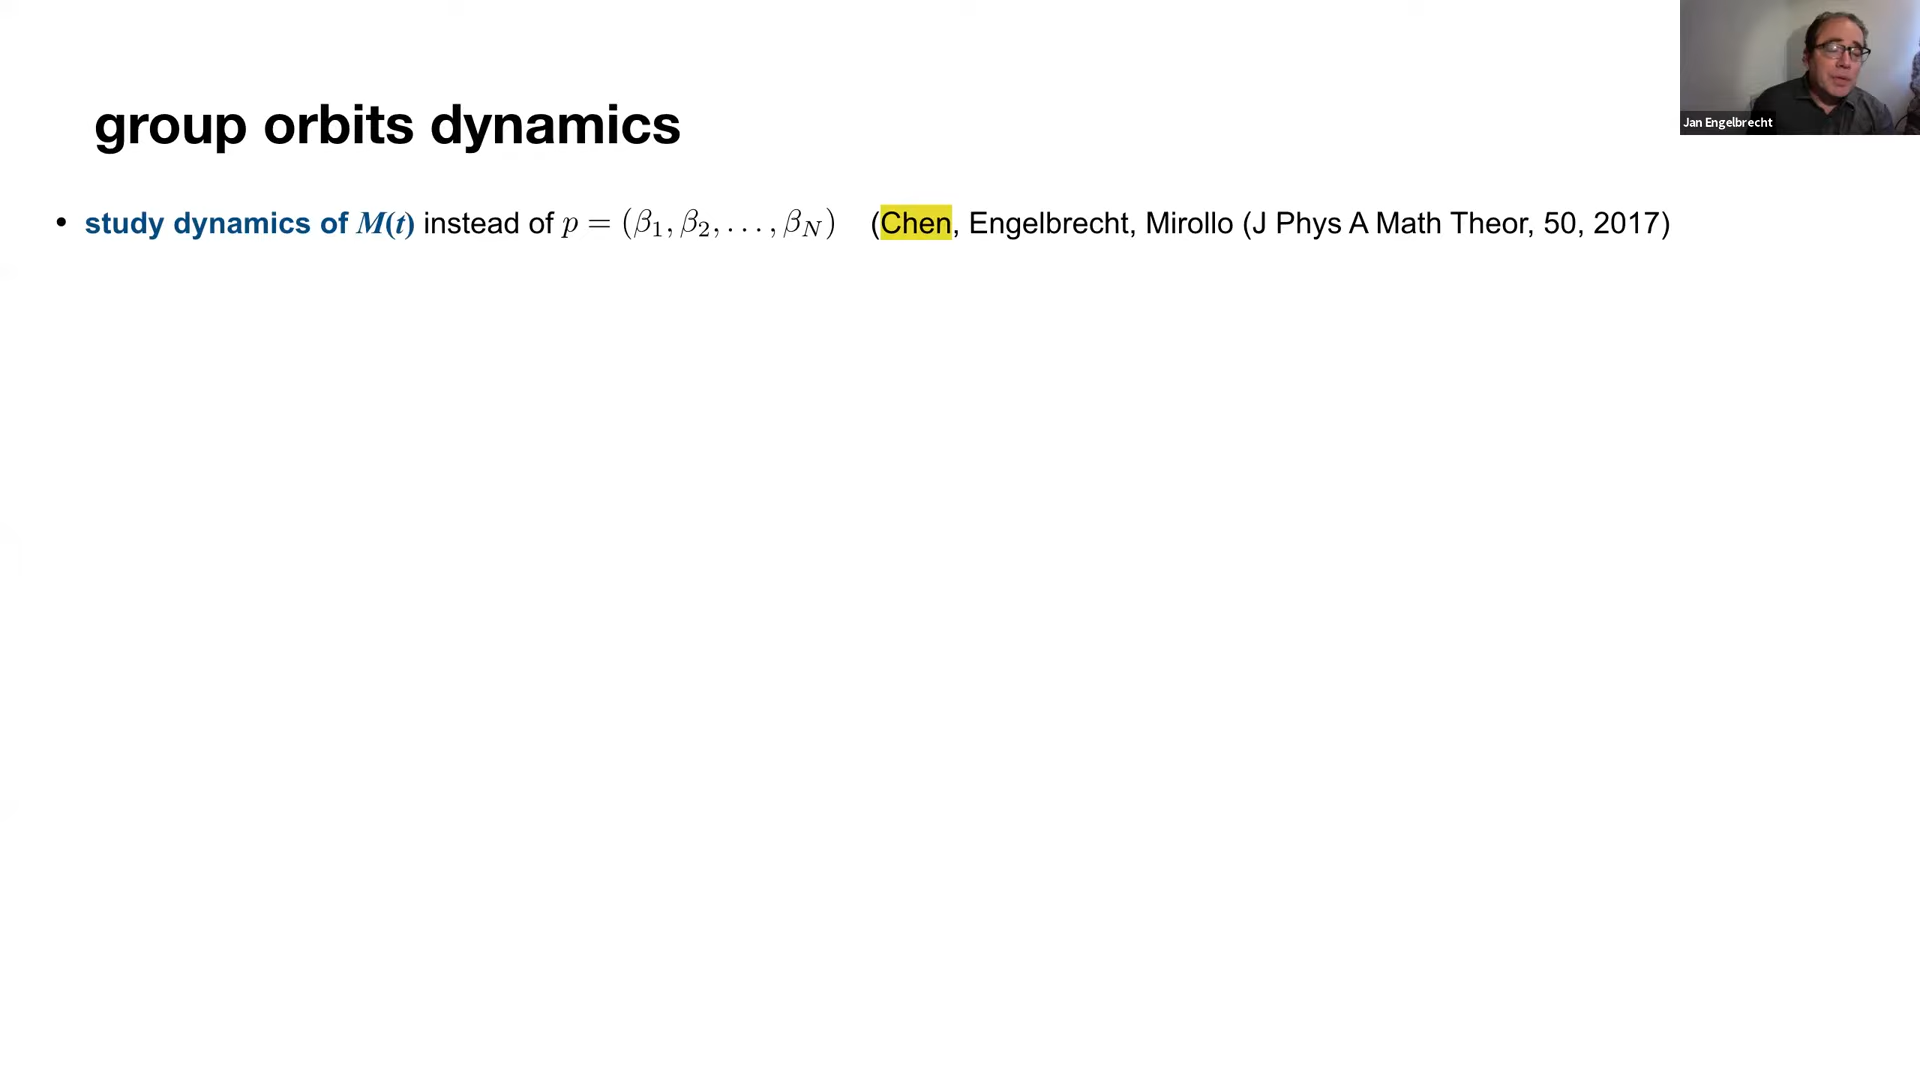 Jan Engelbrecht
group orbits dynamics
• study dynamics of M(t) instead of p = (β₁, β₂, . . . , β_N) (Chen, Engelbrecht, Mirollo (J Phys A Math Theor, 50, 2017)